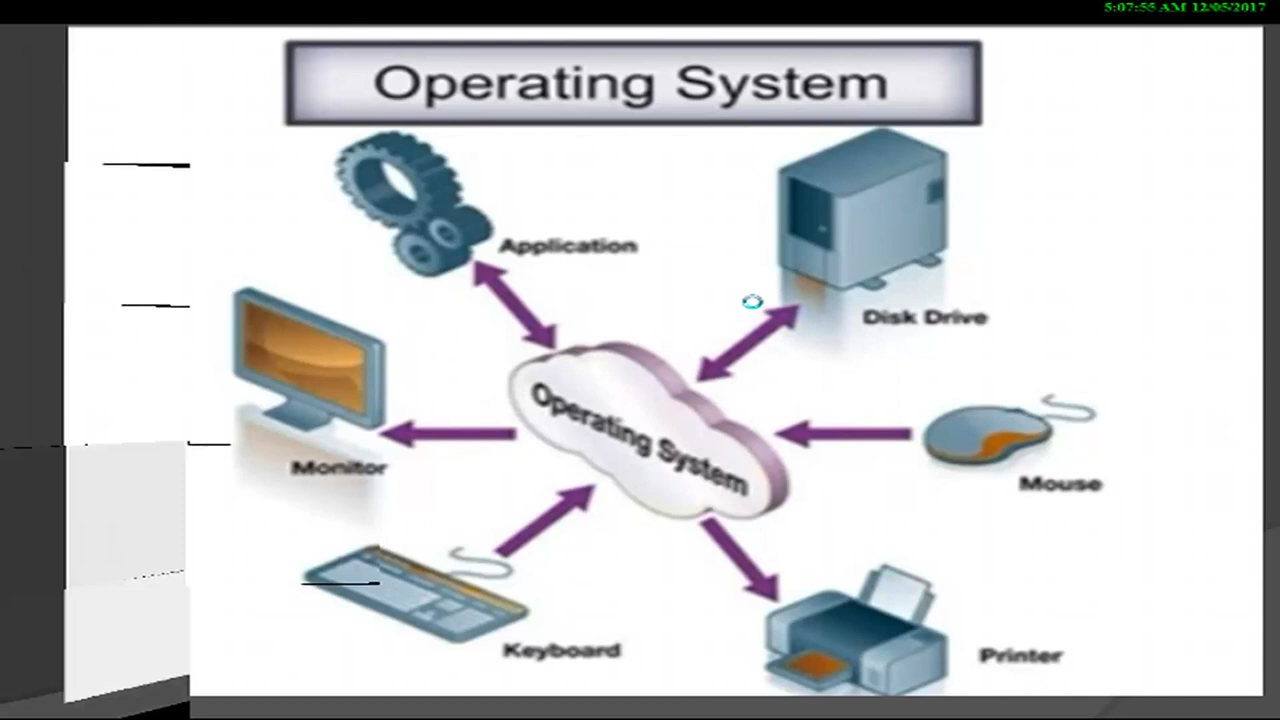 5:07:55 AM 12/05/2017
Operating System
Application
Disk Drive
Operating System
Monitor
Mouse
Keyboard
Printer